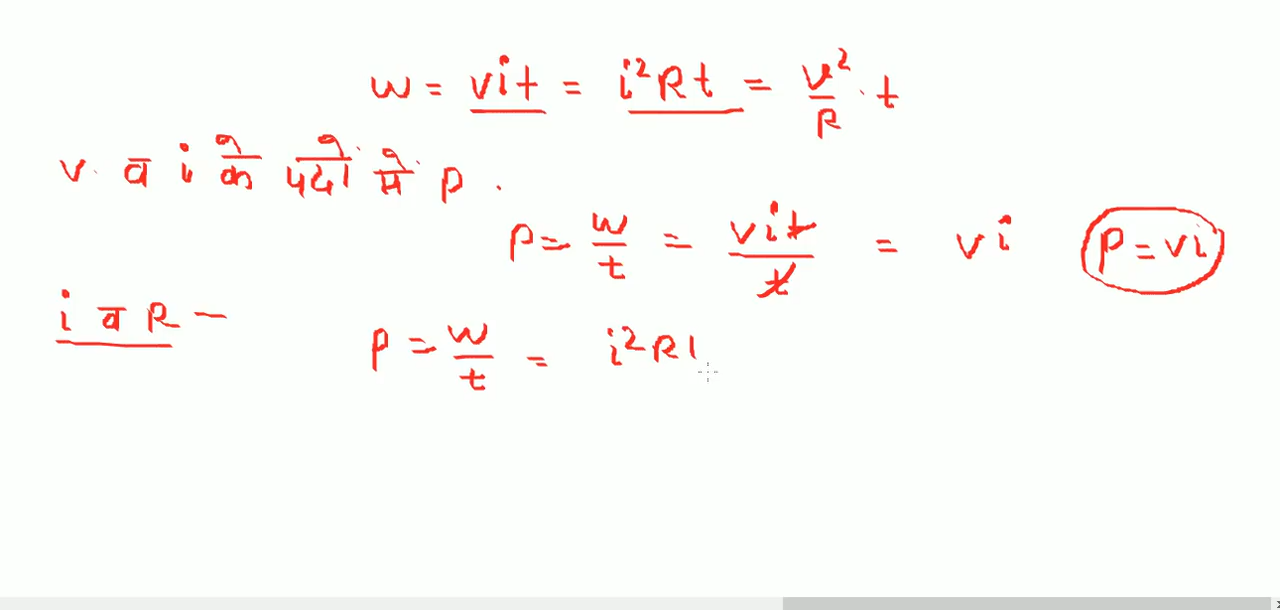 w = vit = i²Rt = v²/R . t
v. व i के पदों में P .
P = w/t = vit/t = vi P = vi
i व R –
P = w/t = i²R